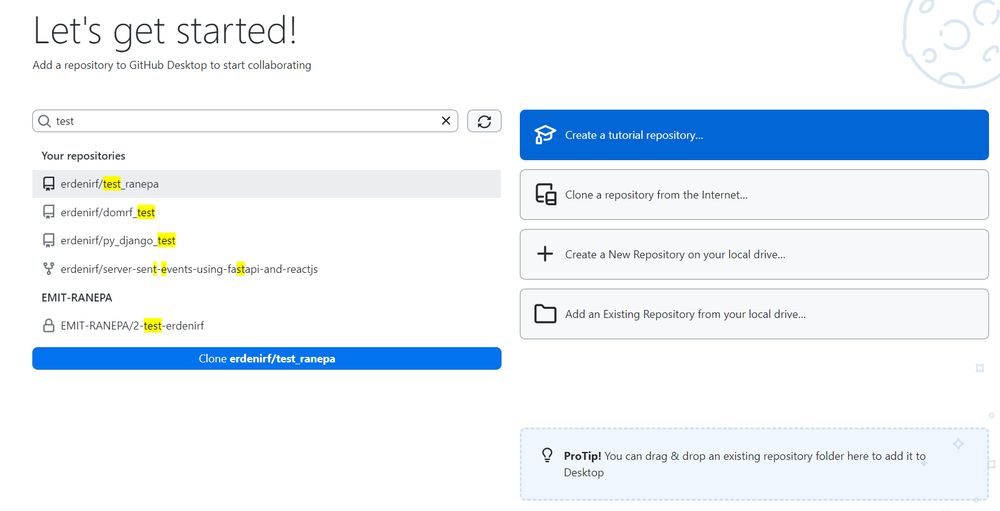 Let's get started!
Add a repository to GitHub Desktop to start collaborating
test
Your repositories
erdenirf/test_ranepa
erdenirf/domrf_test
erdenirf/py_django_test
erdenirf/server-sent-events-using-fastapi-and-reactjs
EMIT-RANEPA
EMIT-RANEPA/2-test-erdenirf
Clone erdenirf/test_ranepa
Create a tutorial repository...
Clone a repository from the Internet...
Create a New Repository on your local drive...
Add an Existing Repository from your local drive...
ProTip! You can drag & drop an existing repository folder here to add it to
Desktop